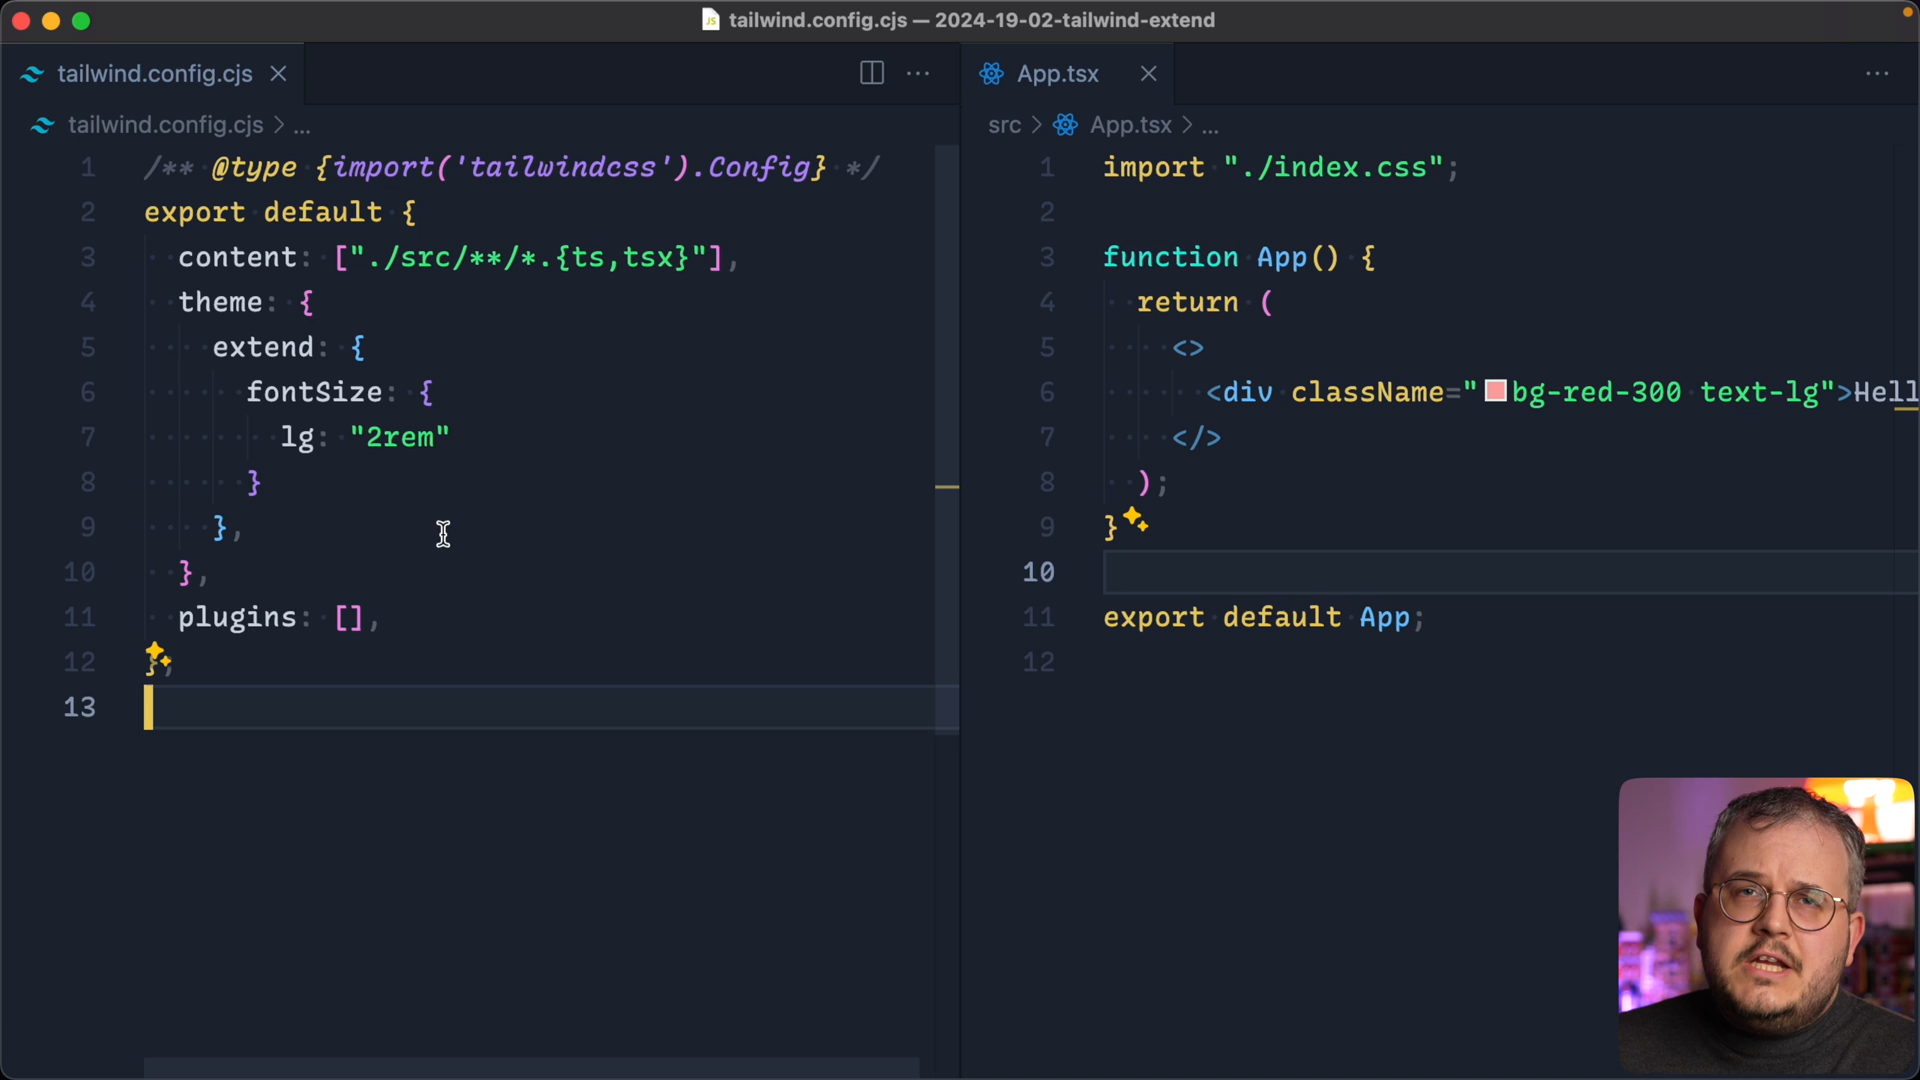 tailwind.config.cjs — 2024-19-02-tailwind-extend
tailwind.config.cjs
tailwind.config.cjs > ...
1 /** @type {import('tailwindcss').Config} */
2 export default {
3 content: ["./src/**/*.{ts,tsx}"],
4 theme: {
5 extend: {
6 fontSize: {
7 lg: "2rem"
8 }
9 },
10 },
11 plugins: [],
12 };
13
App.tsx
src > App.tsx > ...
1 import "./index.css";
2
3 function App() {
4 return (
5 <>
6 <div className="bg-red-300 text-lg">Hell
7 </>
8 );
9 }
10
11 export default App;
12